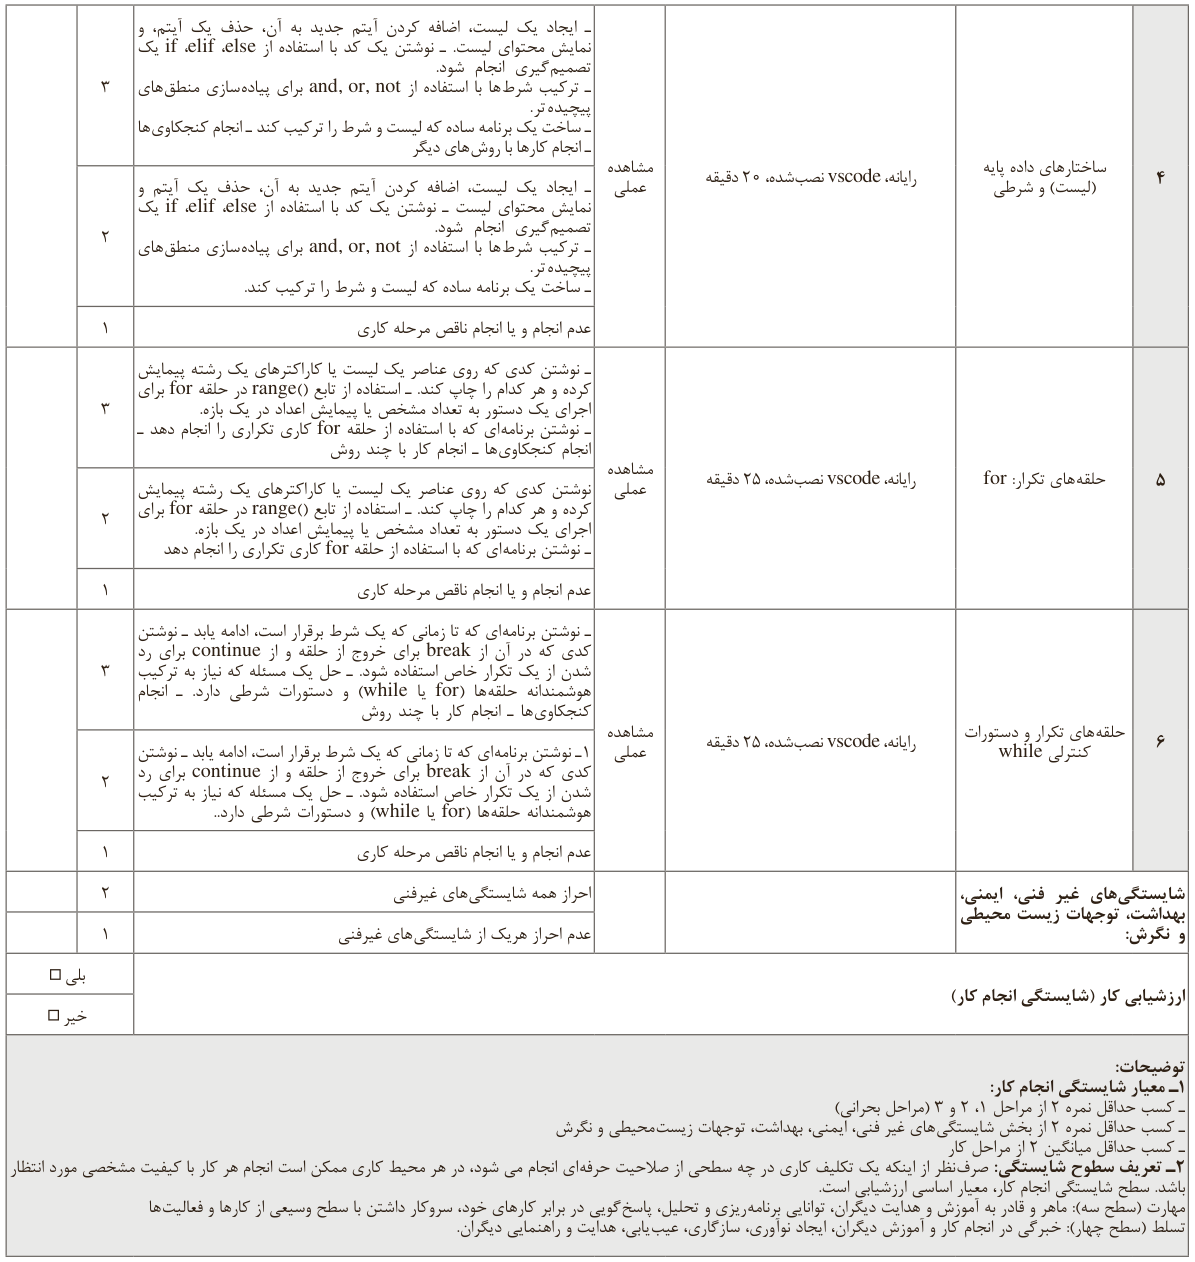 ۴
ساختارهای داده پایه
(لیست) و شرطی
رایانه، vscode نصب‌شده، ۲۰ دقیقه
مشاهده
عملی
ـ ایجاد یک لیست، اضافه کردن آیتم جدید به آن، حذف یک آیتم، و
نمایش محتوای لیست. ـ نوشتن یک کد با استفاده از if ،elif ،else یک
تصمیم‌گیری انجام شود.
ـ ترکیب شرط‌ها با استفاده از and, or, not برای پیاده‌سازی منطق‌های
پیچیده‌تر.
ـ ساخت یک برنامه ساده که لیست و شرط را ترکیب کند ـ انجام کنجکاوی‌ها
ـ انجام کارها با روش‌های دیگر
۳
ـ ایجاد یک لیست، اضافه کردن آیتم جدید به آن، حذف یک آیتم و
نمایش محتوای لیست ـ نوشتن یک کد با استفاده از if ،elif ،else یک
تصمیم‌گیری انجام شود.
ـ ترکیب شرط‌ها با استفاده از and, or, not برای پیاده‌سازی منطق‌های
پیچیده‌تر.
ـ ساخت یک برنامه ساده که لیست و شرط را ترکیب کند.
۲
عدم انجام و یا انجام ناقص مرحله کاری
۱
۵
حلقه‌های تکرار: for
رایانه، vscode نصب‌شده، ۲۵ دقیقه
مشاهده
عملی
ـ نوشتن کدی که روی عناصر یک لیست یا کاراکترهای یک رشته پیمایش
کرده و هر کدام را چاپ کند. ـ استفاده از تابع range() در حلقه for برای
اجرای یک دستور به تعداد مشخص یا پیمایش اعداد در یک بازه.
ـ نوشتن برنامه‌ای که با استفاده از حلقه for کاری تکراری را انجام دهد ـ
انجام کنجکاوی‌ها ـ انجام کار با چند روش
۳
نوشتن کدی که روی عناصر یک لیست یا کاراکترهای یک رشته پیمایش
کرده و هر کدام را چاپ کند. ـ استفاده از تابع range() در حلقه for برای
اجرای یک دستور به تعداد مشخص یا پیمایش اعداد در یک بازه.
ـ نوشتن برنامه‌ای که با استفاده از حلقه for کاری تکراری را انجام دهد
۲
عدم انجام و یا انجام ناقص مرحله کاری
۱
۶
حلقه‌های تکرار و دستورات
کنترلی while
رایانه، vscode نصب‌شده، ۲۵ دقیقه
مشاهده
عملی
ـ نوشتن برنامه‌ای که تا زمانی که یک شرط برقرار است، ادامه یابد ـ نوشتن
کدی که در آن از break برای خروج از حلقه و از continue برای رد
شدن از یک تکرار خاص استفاده شود. ـ حل یک مسئله که نیاز به ترکیب
هوشمندانه حلقه‌ها (for یا while) و دستورات شرطی دارد. ـ انجام
کنجکاوی‌ها ـ انجام کار با چند روش
۳
۱ـ نوشتن برنامه‌ای که تا زمانی که یک شرط برقرار است، ادامه یابد ـ نوشتن
کدی که در آن از break برای خروج از حلقه و از continue برای رد
شدن از یک تکرار خاص استفاده شود. ـ حل یک مسئله که نیاز به ترکیب
هوشمندانه حلقه‌ها (for یا while) و دستورات شرطی دارد..
۲
عدم انجام و یا انجام ناقص مرحله کاری
۱
شایستگی‌های غیر فنی، ایمنی،
بهداشت، توجهات زیست محیطی
و نگرش:
احراز همه شایستگی‌های غیرفنی
۲
عدم احراز هریک از شایستگی‌های غیرفنی
۱
ارزشیابی کار (شایستگی انجام کار)
بلی □
خیر □
توضیحات:
۱ـ معیار شایستگی انجام کار:
ـ کسب حداقل نمره ۲ از مراحل ۱، ۲ و ۳ (مراحل بحرانی)
ـ کسب حداقل نمره ۲ از بخش شایستگی‌های غیر فنی، ایمنی، بهداشت، توجهات زیست‌محیطی و نگرش
ـ کسب حداقل میانگین ۲ از مراحل کار
۲ـ تعریف سطوح شایستگی: صرف‌نظر از اینکه یک تکلیف کاری در چه سطحی از صلاحیت حرفه‌ای انجام می شود، در هر محیط کاری ممکن است انجام هر کار با کیفیت مشخصی مورد انتظار
باشد. سطح شایستگی انجام کار، معیار اساسی ارزشیابی است.
مهارت (سطح سه): ماهر و قادر به آموزش و هدایت دیگران، توانایی برنامه‌ریزی و تحلیل، پاسخ‌گویی در برابر کارهای خود، سروکار داشتن با سطح وسیعی از کارها و فعالیت‌ها
تسلط (سطح چهار): خبرگی در انجام کار و آموزش دیگران، ایجاد نوآوری، سازگاری، عیب‌یابی، هدایت و راهنمایی دیگران.